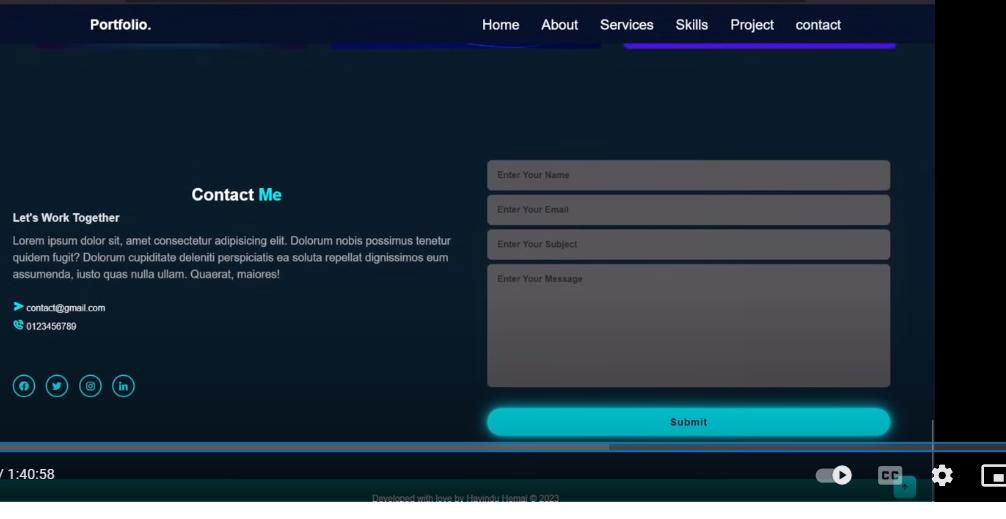 Portfolio.
Home About Services Skills Project contact
Contact Me
Let's Work Together
Lorem ipsum dolor sit, amet consectetur adipisicing elit. Dolorum nobis possimus tenetur
quidem fugit? Dolorum cupiditate deleniti perspiciatis ea soluta repellat dignissimos eum
assumenda, iusto quas nulla ullam. Quaerat, maiores!
contact@gmail.com
0123456789
Enter Your Name
Enter Your Email
Enter Your Subject
Enter Your Message
Submit
/ 1:40:58
CC
Developed with love by Havindu Hemal © 2023